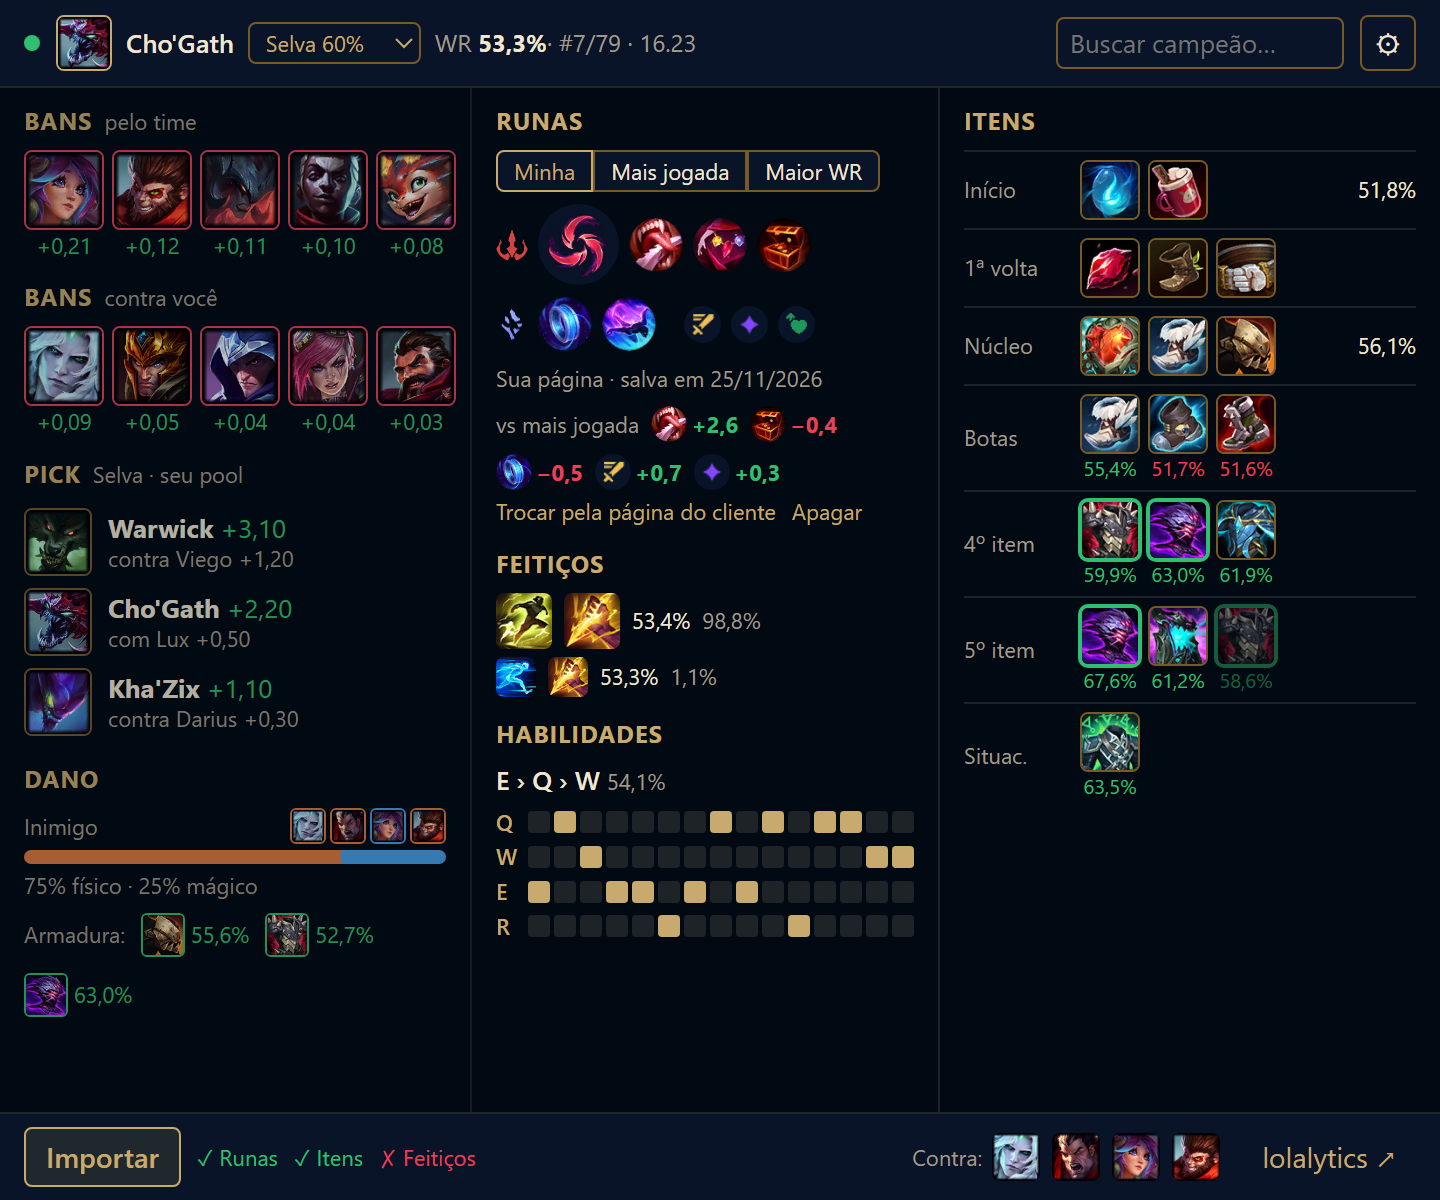 Cho'Gath Selva 60% WR 53,3%· #7/79 · 16.23 Buscar campeão...
BANS pelo time
+0,21 +0,12 +0,11 +0,10 +0,08
BANS contra você
+0,09 +0,05 +0,04 +0,04 +0,03
PICK Selva · seu pool
Warwick +3,10
contra Viego +1,20
Cho'Gath +2,20
com Lux +0,50
Kha'Zix +1,10
contra Darius +0,30
DANO
Inimigo
75% físico · 25% mágico
Armadura: 55,6% 52,7%
63,0%
RUNAS
Minha Mais jogada Maior WR
Sua página · salva em 25/11/2026
vs mais jogada +2,6 −0,4
−0,5 +0,7 +0,3
Trocar pela página do cliente Apagar
FEITIÇOS
53,4% 98,8%
53,3% 1,1%
HABILIDADES
E › Q › W 54,1%
Q
W
E
R
ITENS
Início 51,8%
1ª volta
Núcleo 56,1%
Botas
55,4% 51,7% 51,6%
4º item
59,9% 63,0% 61,9%
5º item
67,6% 61,2% 58,6%
Situac.
63,5%
Importar ✓ Runas ✓ Itens ✗ Feitiços Contra: lolalytics ↗